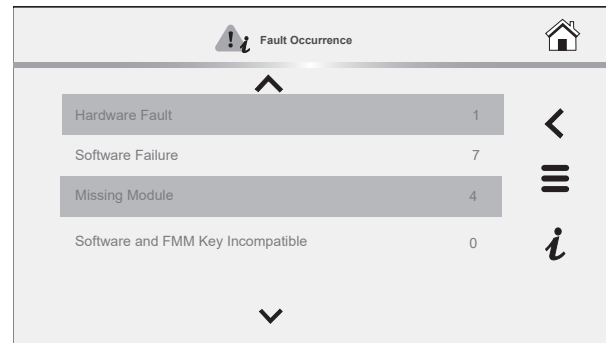 Fault Occurrence
Hardware Fault 1
Software Failure 7
Missing Module 4
Software and FMM Key Incompatible 0